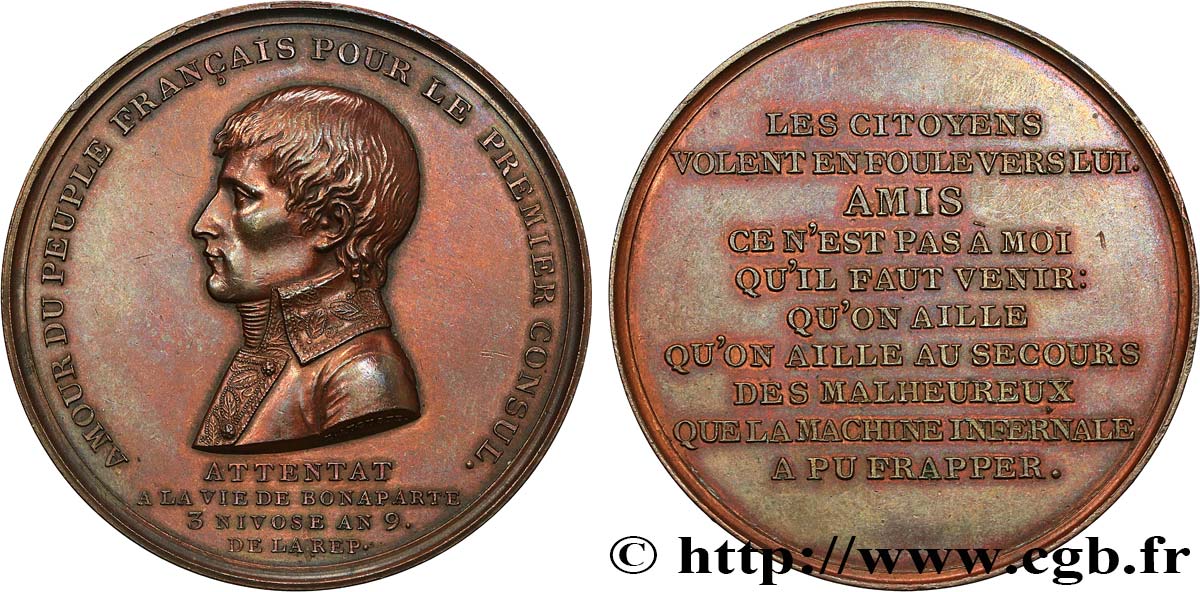 AMOUR DU PEUPLE FRANÇAIS POUR LE PREMIER CONSUL.
ATTENTAT
A LA VIE DE BONAPARTE
3 NIVOSE AN 9.
DE LA REP.
LES CITOYENS
VOLENT EN FOULE VERS LUI.
AMIS
CE N'EST PAS À MOI
QU'IL FAUT VENIR:
QU'ON AILLE
QU'ON AILLE AU SECOURS
DES MALHEUREUX
QUE LA MACHINE INFERNALE
A PU FRAPPER.
© http://www.cgb.fr